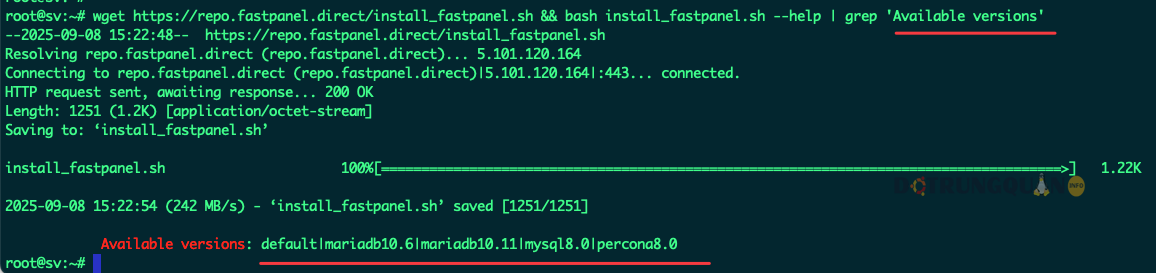 root@sv:~# wget https://repo.fastpanel.direct/install_fastpanel.sh && bash install_fastpanel.sh --help | grep 'Available versions'
--2025-09-08 15:22:48--  https://repo.fastpanel.direct/install_fastpanel.sh
Resolving repo.fastpanel.direct (repo.fastpanel.direct)... 5.101.120.164
Connecting to repo.fastpanel.direct (repo.fastpanel.direct)|5.101.120.164|:443... connected.
HTTP request sent, awaiting response... 200 OK
Length: 1251 (1.2K) [application/octet-stream]
Saving to: ‘install_fastpanel.sh’
install_fastpanel.sh 100%[=====================================================================================>] 1.22K
DOTRUNGQUAN INFO
2025-09-08 15:22:54 (242 MB/s) - ‘install_fastpanel.sh’ saved [1251/1251]
Available versions: default|mariadb10.6|mariadb10.11|mysql8.0|percona8.0
root@sv:~#